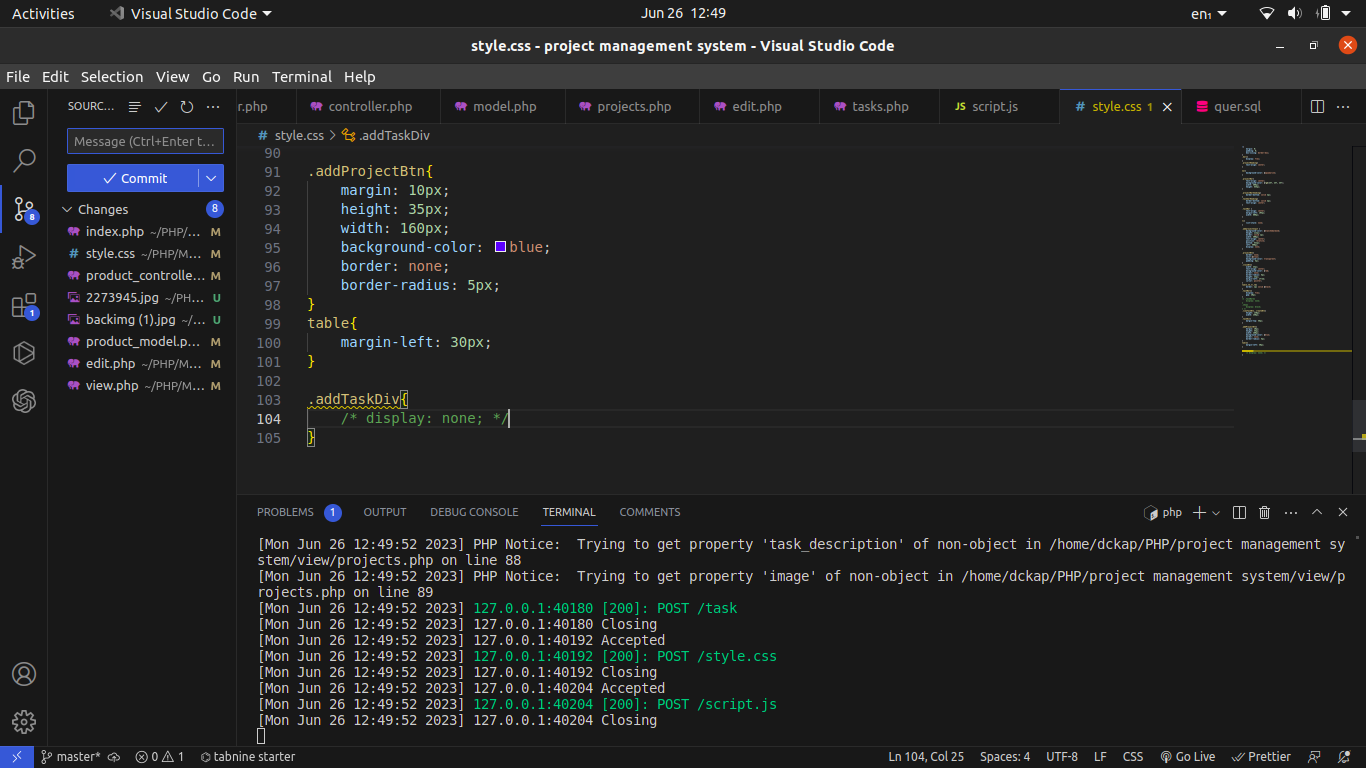 Activities
Visual Studio Code
Jun 26 12:49
en₁
style.css - project management system - Visual Studio Code
File Edit Selection View Go Run Terminal Help
SOURC...
r.php
controller.php
model.php
projects.php
edit.php
tasks.php
JS script.js
# style.css 1
quer.sql
# style.css > .addTaskDiv
Message (Ctrl+Enter t...
Commit
Changes 8
index.php ~/PHP/... M
# style.css ~/PHP/M... M
product_controlle... M
2273945.jpg ~/PH... U
backimg (1).jpg ~/... U
product_model.p... M
edit.php ~/PHP/M... M
view.php ~/PHP/M... M
8
1
90
91 .addProjectBtn{
92 margin: 10px;
93 height: 35px;
94 width: 160px;
95 background-color: blue;
96 border: none;
97 border-radius: 5px;
98 }
99 table{
100 margin-left: 30px;
101 }
102
103 .addTaskDiv{
104 /* display: none; */
105 }
PROBLEMS 1 OUTPUT DEBUG CONSOLE TERMINAL COMMENTS
php
[Mon Jun 26 12:49:52 2023] PHP Notice:  Trying to get property 'task_description' of non-object in /home/dckap/PHP/project management sy
stem/view/projects.php on line 88
[Mon Jun 26 12:49:52 2023] PHP Notice:  Trying to get property 'image' of non-object in /home/dckap/PHP/project management system/view/p
rojects.php on line 89
[Mon Jun 26 12:49:52 2023] 127.0.0.1:40180 [200]: POST /task
[Mon Jun 26 12:49:52 2023] 127.0.0.1:40180 Closing
[Mon Jun 26 12:49:52 2023] 127.0.0.1:40192 Accepted
[Mon Jun 26 12:49:52 2023] 127.0.0.1:40192 [200]: POST /style.css
[Mon Jun 26 12:49:52 2023] 127.0.0.1:40192 Closing
[Mon Jun 26 12:49:52 2023] 127.0.0.1:40204 Accepted
[Mon Jun 26 12:49:52 2023] 127.0.0.1:40204 [200]: POST /script.js
[Mon Jun 26 12:49:52 2023] 127.0.0.1:40204 Closing
master* 0 1 tabnine starter
Ln 104, Col 25 Spaces: 4 UTF-8 LF CSS Go Live Prettier